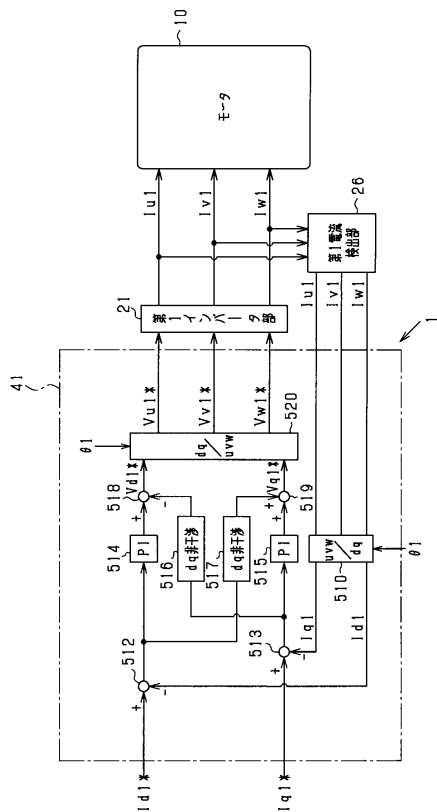 41
1
10
モータ
Iu1
Iv1
Iw1
26
第1電流
検出部
Iu1
Iv1
Iw1
21
第1インバータ部
Vu1*
Vv1*
Vw1*
520
dq/uvw
θ1
Vd1*
Vq1*
518
+
-
519
+
+
514
PI
516
dq非干渉
517
dq非干渉
515
PI
uvw/dq
510
θ1
Iq1
Id1
512
+
-
513
+
-
Id1*
Iq1*